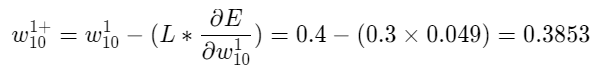 w_{10}^{1+} = w_{10}^{1} - (L * \frac{\partial E}{\partial w_{10}^{1}}) = 0.4 - (0.3 \times 0.049) = 0.3853